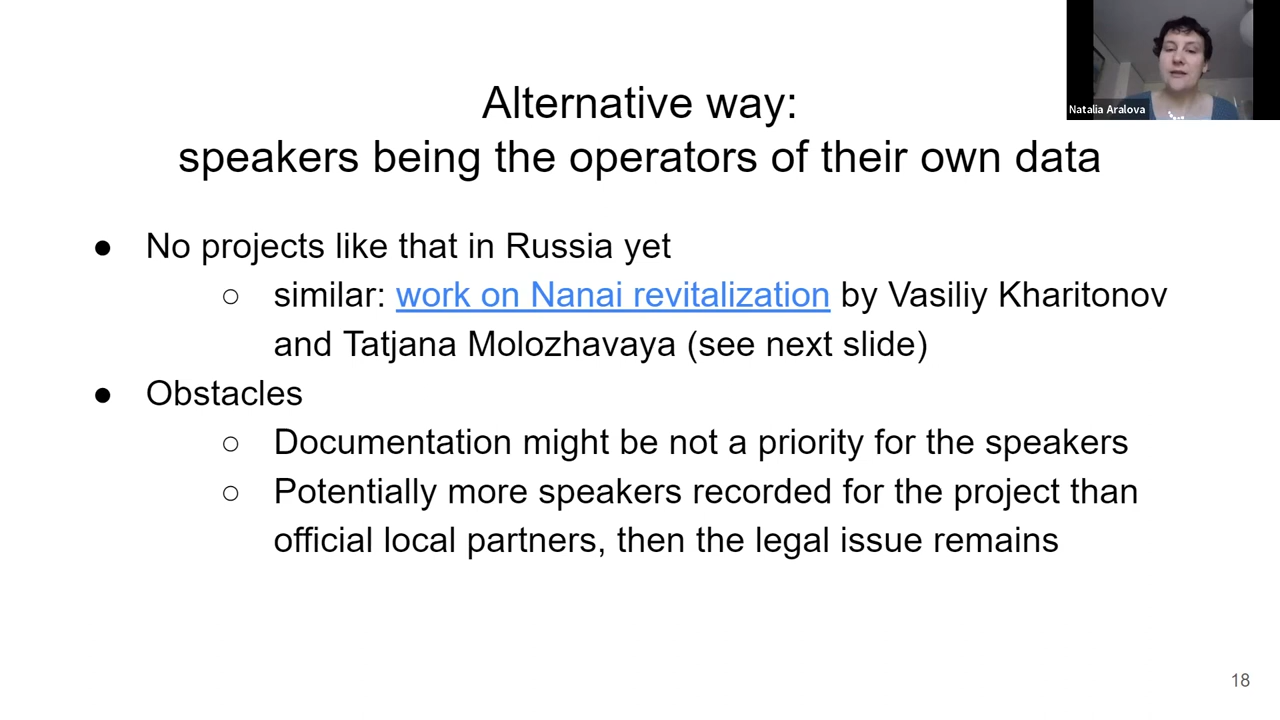 Natalia Aralova
Alternative way:
speakers being the operators of their own data
● No projects like that in Russia yet
○ similar: work on Nanai revitalization by Vasiliy Kharitonov
and Tatjana Molozhavaya (see next slide)
● Obstacles
○ Documentation might be not a priority for the speakers
○ Potentially more speakers recorded for the project than
official local partners, then the legal issue remains
18